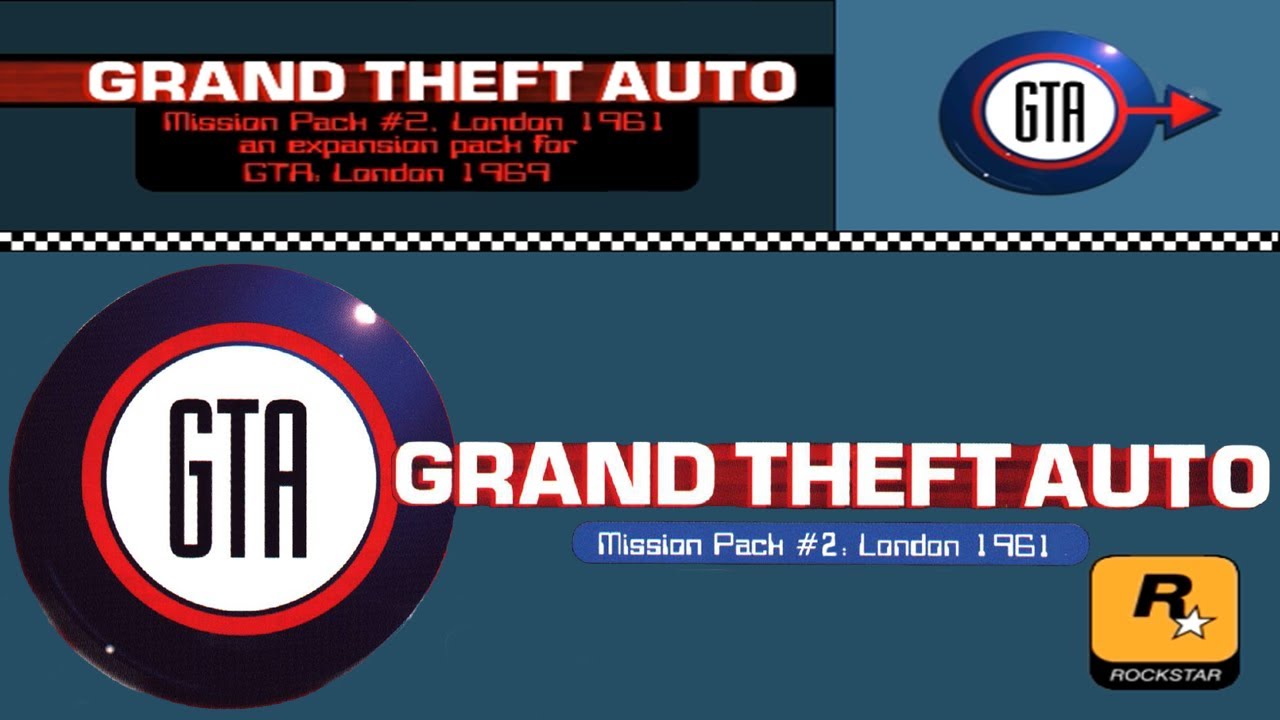 GRAND THEFT AUTO
Mission Pack #2, London 1961
an expansion pack for
GTA: London 1969
GTA
GTA
GRAND THEFT AUTO
Mission Pack #2: London 1961
R
ROCKSTAR